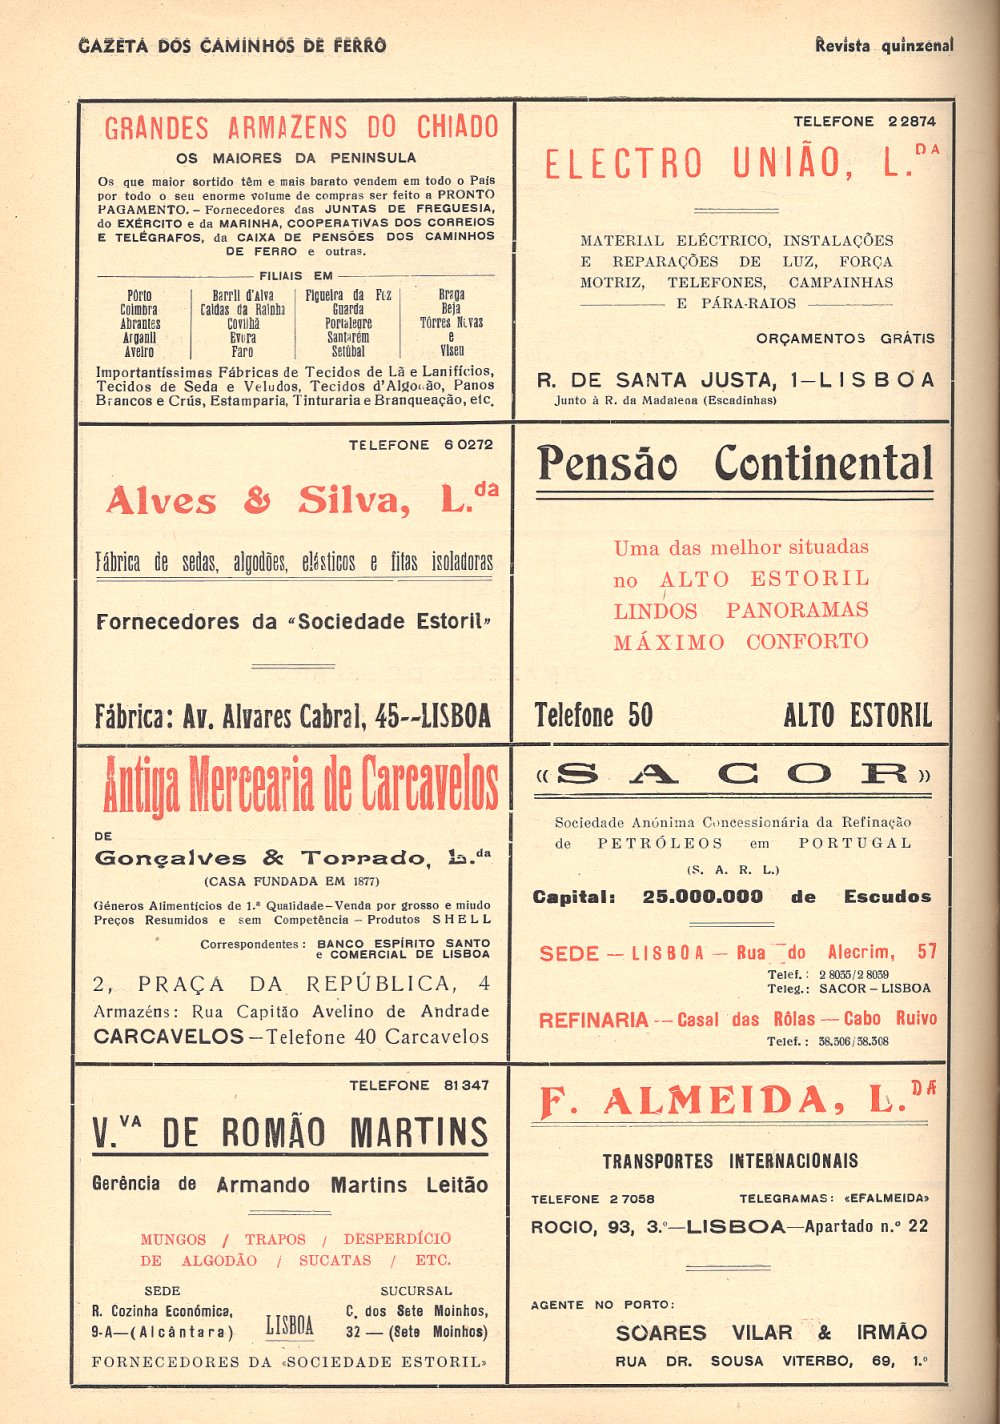 GAZETA DOS CAMINHOS DE FERRO
Revista quinzenal
GRANDES ARMAZENS DO CHIADO
OS MAIORES DA PENINSULA
Os que maior sortido têm e mais barato vendem em todo o País
por todo o seu enorme volume de compras ser feito a PRONTO
PAGAMENTO. – Fornecedores das JUNTAS DE FREGUESIA,
do EXÉRCITO e da MARINHA, COOPERATIVAS DOS CORREIOS
E TELÉGRAFOS, da CAIXA DE PENSÕES DOS CAMINHOS
DE FERRO e outras.
FILIAIS EM
Pôrto
Coimbra
Abrantes
Arganil
Aveiro
Barril d'Alva
Caldas da Rainha
Covilhã
Evora
Faro
Figueira da Foz
Guarda
Portalegre
Santarém
Setúbal
Braga
Beja
Tôrres Novas
e
Viseu
Importantíssimas Fábricas de Tecidos de Lã e Lanifícios,
Tecidos de Seda e Veludos, Tecidos d'Algodão, Panos
Brancos e Crús, Estamparia, Tinturaria e Branqueação, etc.
TELEFONE 2 2874
ELECTRO UNIÃO, L.DA
MATERIAL ELÉCTRICO, INSTALAÇÕES
E REPARAÇÕES DE LUZ, FORÇA
MOTRIZ, TELEFONES, CAMPAINHAS
E PÁRA-RAIOS
ORÇAMENTOS GRÁTIS
R. DE SANTA JUSTA, 1–LISBOA
Junto à R. da Madalena (Escadinhas)
TELEFONE 6 0272
Alves & Silva, L.da
Fábrica de sedas, algodões, elásticos e fitas isoladoras
Fornecedores da «Sociedade Estoril»
Fábrica: Av. Alvares Cabral, 45--LISBOA
Pensão Continental
Uma das melhor situadas
no ALTO ESTORIL
LINDOS PANORAMAS
MÁXIMO CONFORTO
Telefone 50 ALTO ESTORIL
Antiga Mercearia de Carcavelos
DE
Gonçalves & Torrado, L.da
(CASA FUNDADA EM 1877)
Géneros Alimentícios de 1.ª Qualidade–Venda por grosso e miudo
Preços Resumidos e sem Competência – Produtos SHELL
Correspondentes: BANCO ESPÍRITO SANTO
e COMERCIAL DE LISBOA
2, PRAÇA DA REPÚBLICA, 4
Armazéns: Rua Capitão Avelino de Andrade
CARCAVELOS – Telefone 40 Carcavelos
«SACOR»
Sociedade Anónima Concessionária da Refinação
de PETRÓLEOS em PORTUGAL
(S. A. R. L.)
Capital: 25.000.000 de Escudos
SEDE — LISBOA — Rua do Alecrim, 57
Telef.: 2 8035/2 8039
Teleg.: SACOR – LISBOA
REFINARIA — Casal das Rôlas — Cabo Ruivo
Telef.: 38.306/38.308
TELEFONE 81 347
V.VA DE ROMÃO MARTINS
Gerência de Armando Martins Leitão
MUNGOS / TRAPOS / DESPERDÍCIO
DE ALGODÃO / SUCATAS / ETC.
SEDE
R. Cozinha Económica,
9-A—(Alcântara)
LISBOA
SUCURSAL
C. dos Sete Moinhos,
32 — (Sete Moinhos)
FORNECEDORES DA «SOCIEDADE ESTORIL»
F. ALMEIDA, L.DA
TRANSPORTES INTERNACIONAIS
TELEFONE 2 7058 TELEGRAMAS: «EFALMEIDA»
ROCIO, 93, 3.º—LISBOA—Apartado n.º 22
AGENTE NO PORTO:
SOARES VILAR & IRMÃO
RUA DR. SOUSA VITERBO, 69, 1.º